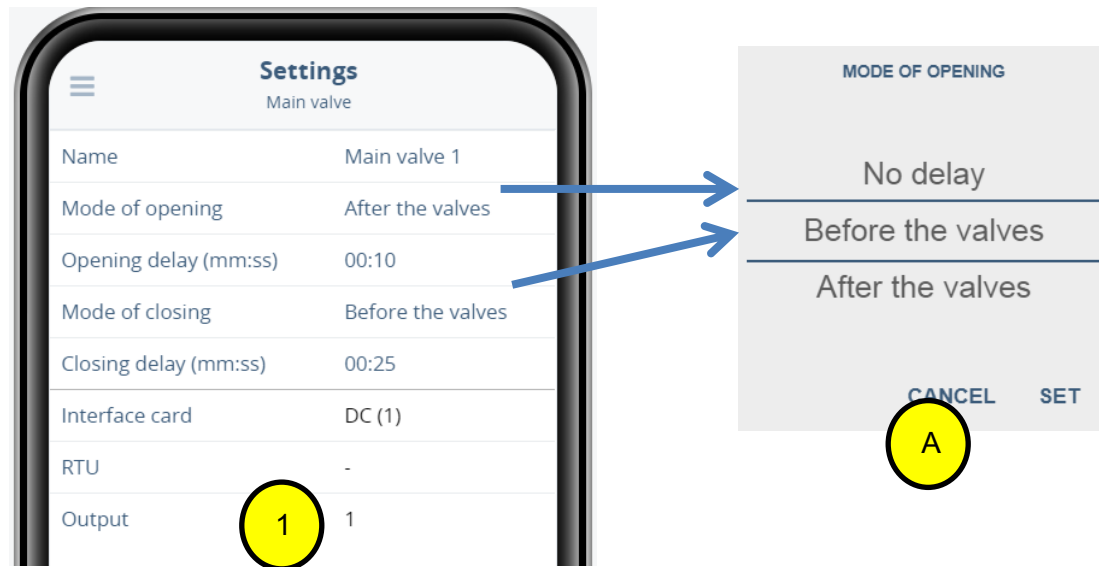 Settings
Main valve
Name Main valve 1
Mode of opening After the valves
Opening delay (mm:ss) 00:10
Mode of closing Before the valves
Closing delay (mm:ss) 00:25
Interface card DC (1)
RTU -
Output 1
1
MODE OF OPENING
No delay
Before the valves
After the valves
CANCEL SET
A